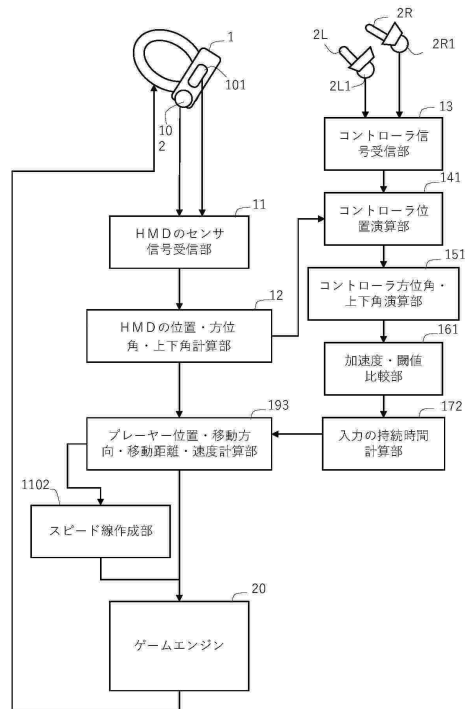 1
101
10
2
2L
2R
2R1
2L1
13
コントローラ信
号受信部
141
コントローラ位
置演算部
11
ＨＭＤのセンサ
信号受信部
151
コントローラ方位角・
上下角演算部
12
ＨＭＤの位置・方位
角・上下角計算部
161
加速度・閾値
比較部
193
プレーヤー位置・移動方
向・移動距離・速度計算部
172
入力の持続時間
計算部
1102
スピード線作成部
20
ゲームエンジン